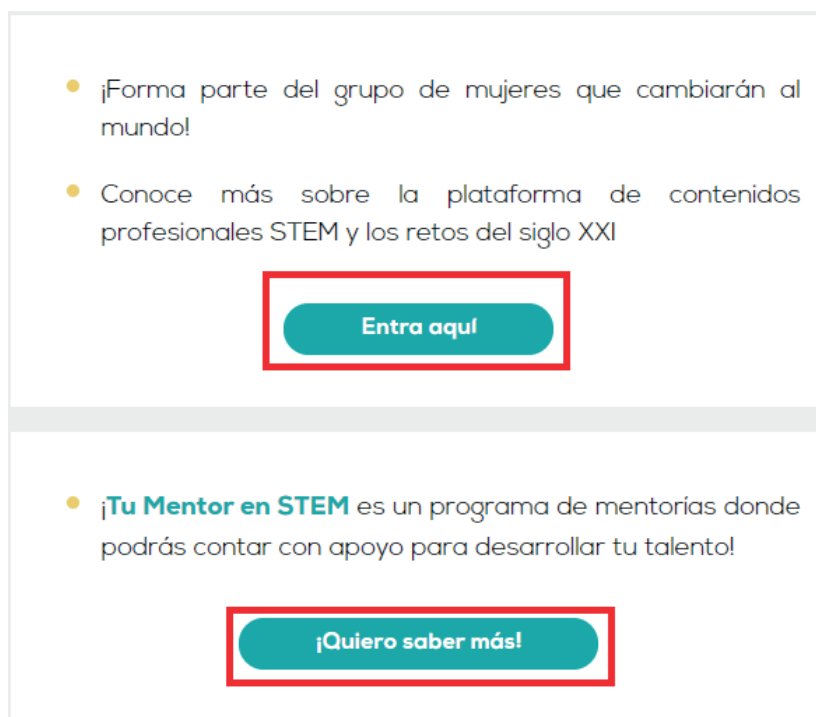 ¡Forma parte del grupo de mujeres que cambiarán al
mundo!
Conoce más sobre la plataforma de contenidos
profesionales STEM y los retos del siglo XXI
Entra aquí
¡Tu Mentor en STEM es un programa de mentorías donde
podrás contar con apoyo para desarrollar tu talento!
¡Quiero saber más!